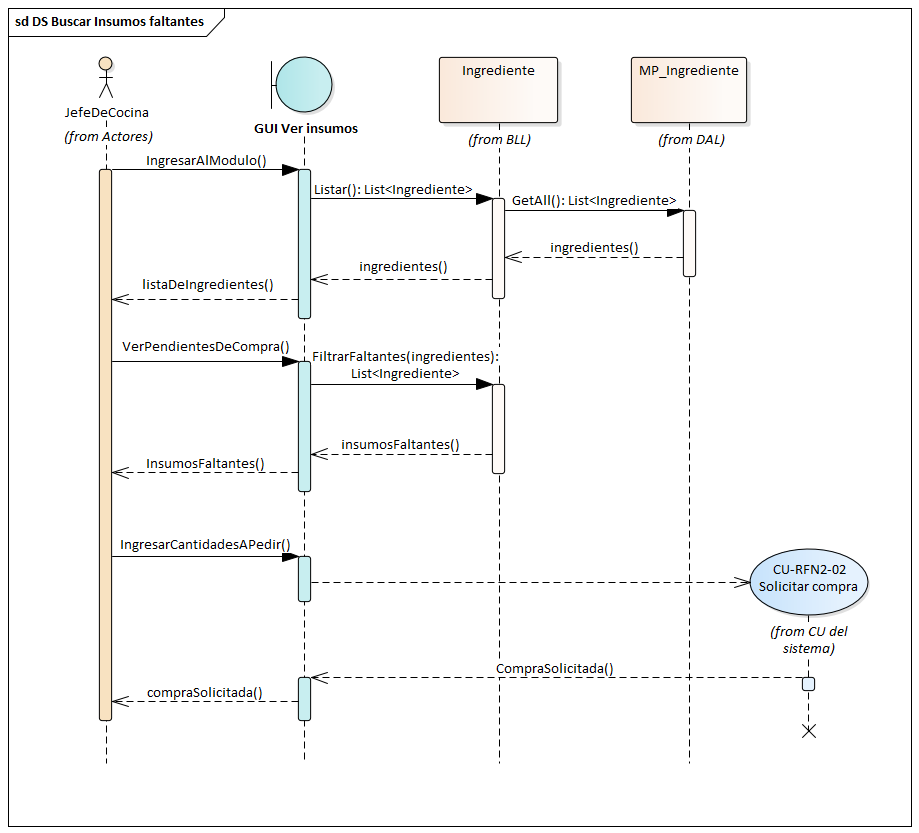 sd DS Buscar Insumos faltantes
JefeDeCocina
(from Actores)
GUI Ver insumos
Ingrediente
(from BLL)
MP_Ingrediente
(from DAL)
IngresarAlModulo()
Listar(): List<Ingrediente>
GetAll(): List<Ingrediente>
ingredientes()
ingredientes()
listaDeIngredientes()
VerPendientesDeCompra()
FiltrarFaltantes(ingredientes):
List<Ingrediente>
insumosFaltantes()
InsumosFaltantes()
IngresarCantidadesAPedir()
CU-RFN2-02
Solicitar compra
(from CU del
sistema)
CompraSolicitada()
compraSolicitada()